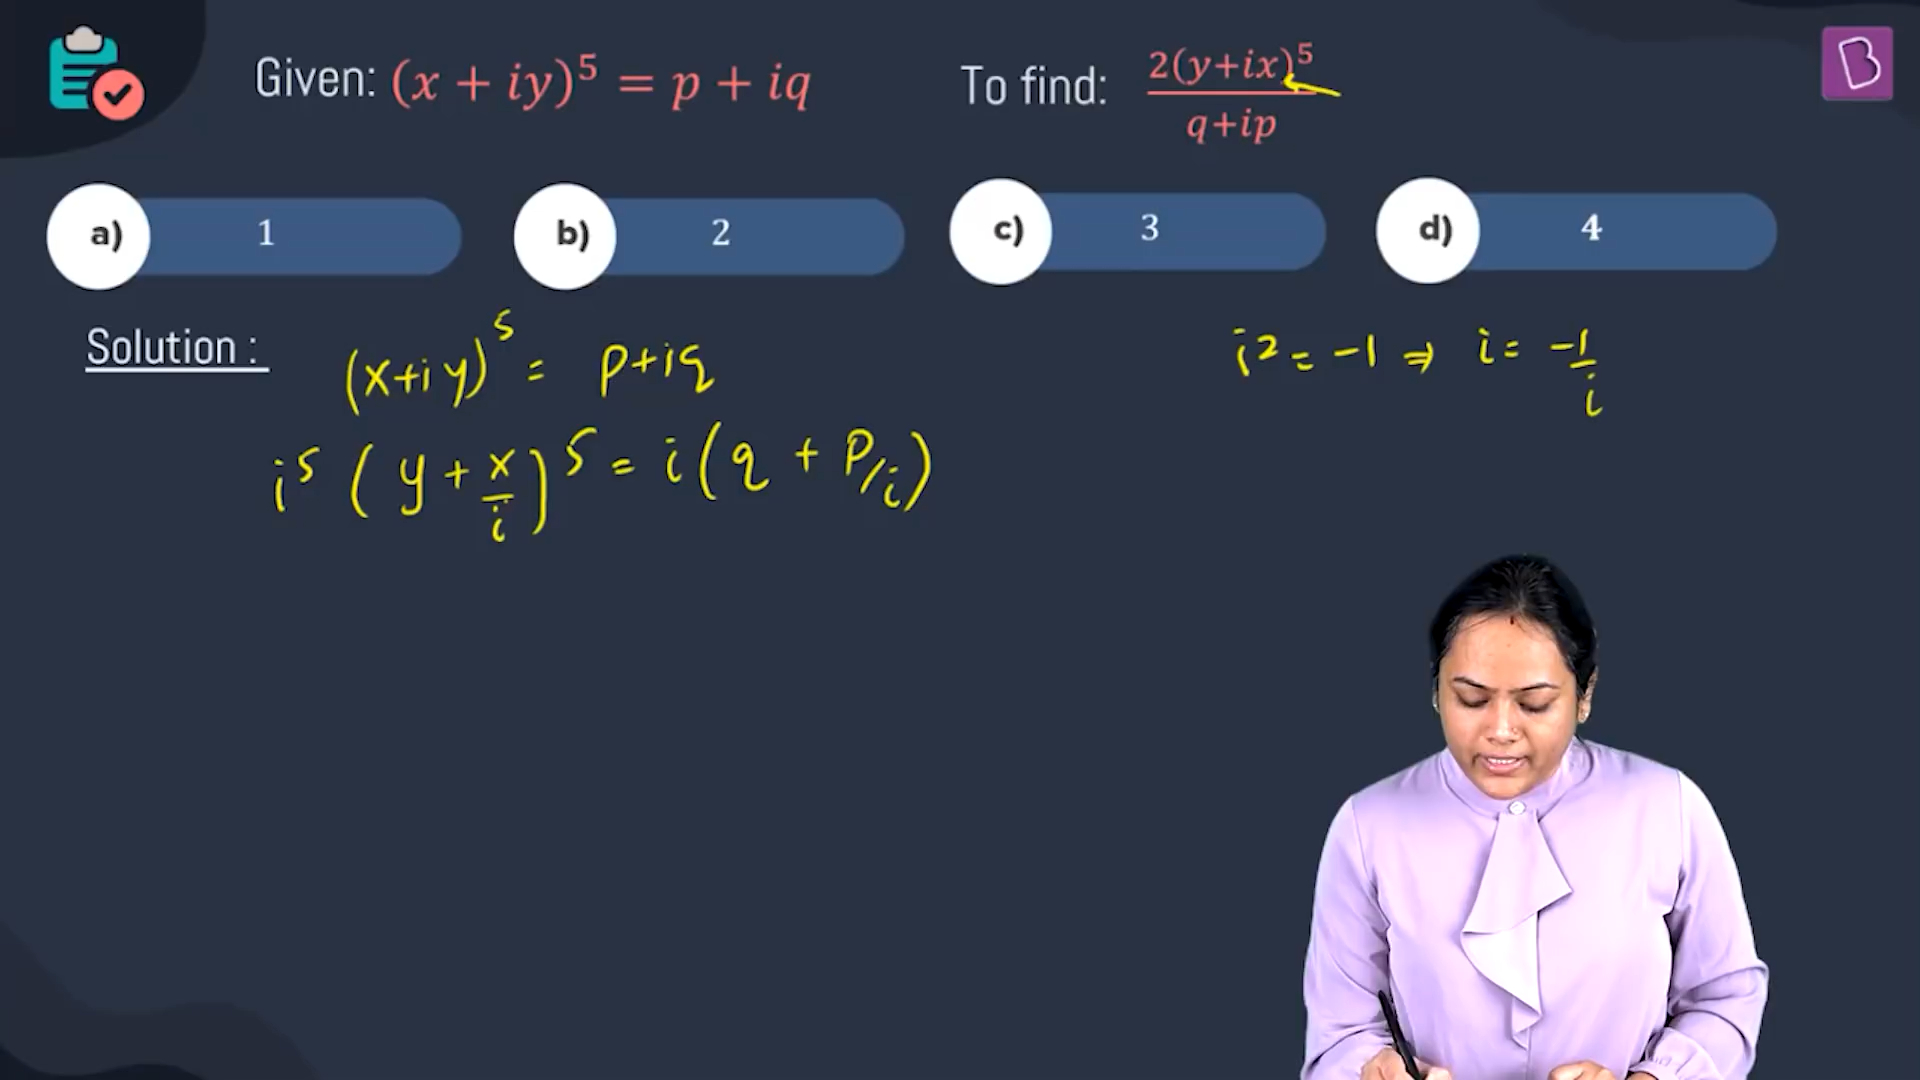 Given: (x + iy)⁵ = p + iq
To find: 2(y+ix)⁵ / q+ip
a) 1
b) 2
c) 3
d) 4
Solution :
(x+iy)⁵ = p+iq
i² = -1 ⇒ i = -1/i
i⁵ (y + x/i)⁵ = i(q + p/i)